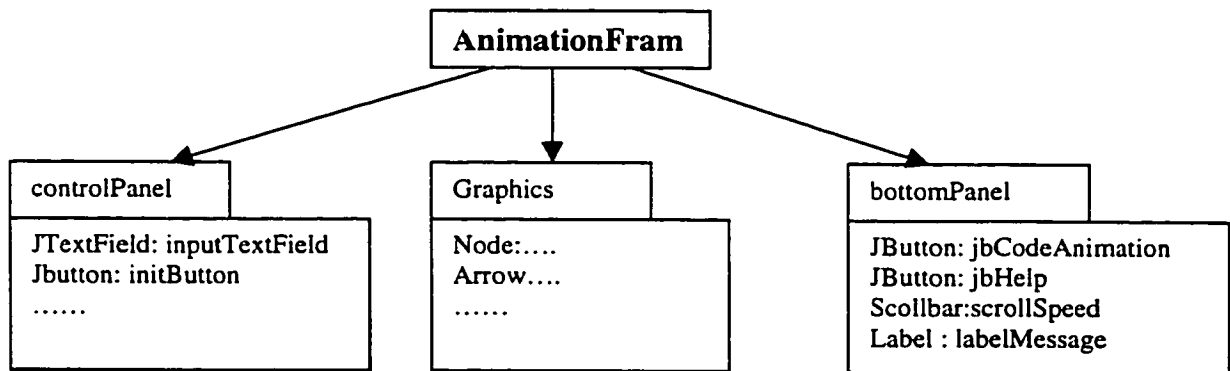 AnimationFram
controlPanel
JTextField: inputTextField
Jbutton: initButton
......
Graphics
Node:....
Arrow....
......
bottomPanel
JButton: jbCodeAnimation
JButton: jbHelp
Scollbar:scrollSpeed
Label : labelMessage